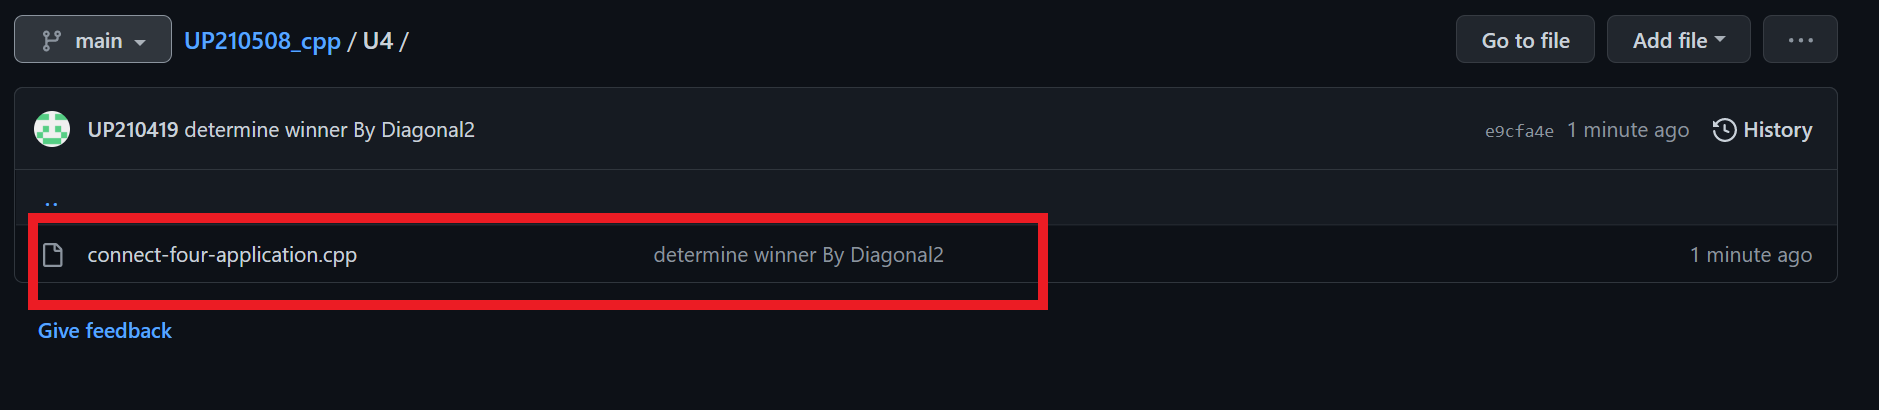 main UP210508_cpp / U4 / Go to file Add file ...
UP210419 determine winner By Diagonal2 e9cfa4e 1 minute ago History
..
connect-four-application.cpp determine winner By Diagonal2 1 minute ago
Give feedback